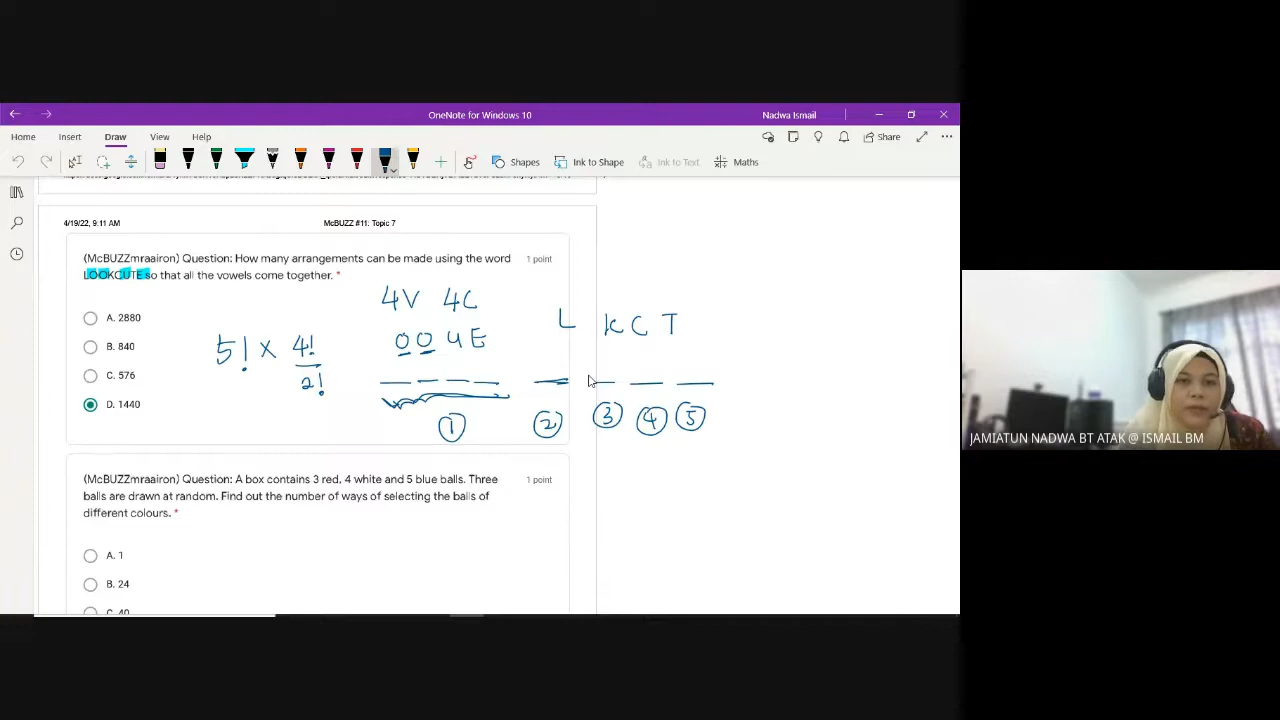 OneNote for Windows 10
Nadwa Ismail
Home Insert Draw View Help
Share
Shapes Ink to Shape Ink to Text Maths
4/19/22, 9:11 AM McBUZZ #11: Topic 7
(McBUZZmraairon) Question: How many arrangements can be made using the word 1 point
LOOKCUTE so that all the vowels come together. *
A. 2880
B. 840
C. 576
D. 1440
4V 4C
O O U E L K C T
5! x 4!
2!
1 2 3 4 5
(McBUZZmraairon) Question: A box contains 3 red, 4 white and 5 blue balls. Three 1 point
balls are drawn at random. Find out the number of ways of selecting the balls of
different colours. *
A. 1
B. 24
C. 40
JAMIATUN NADWA BT ATAK @ ISMAIL BM